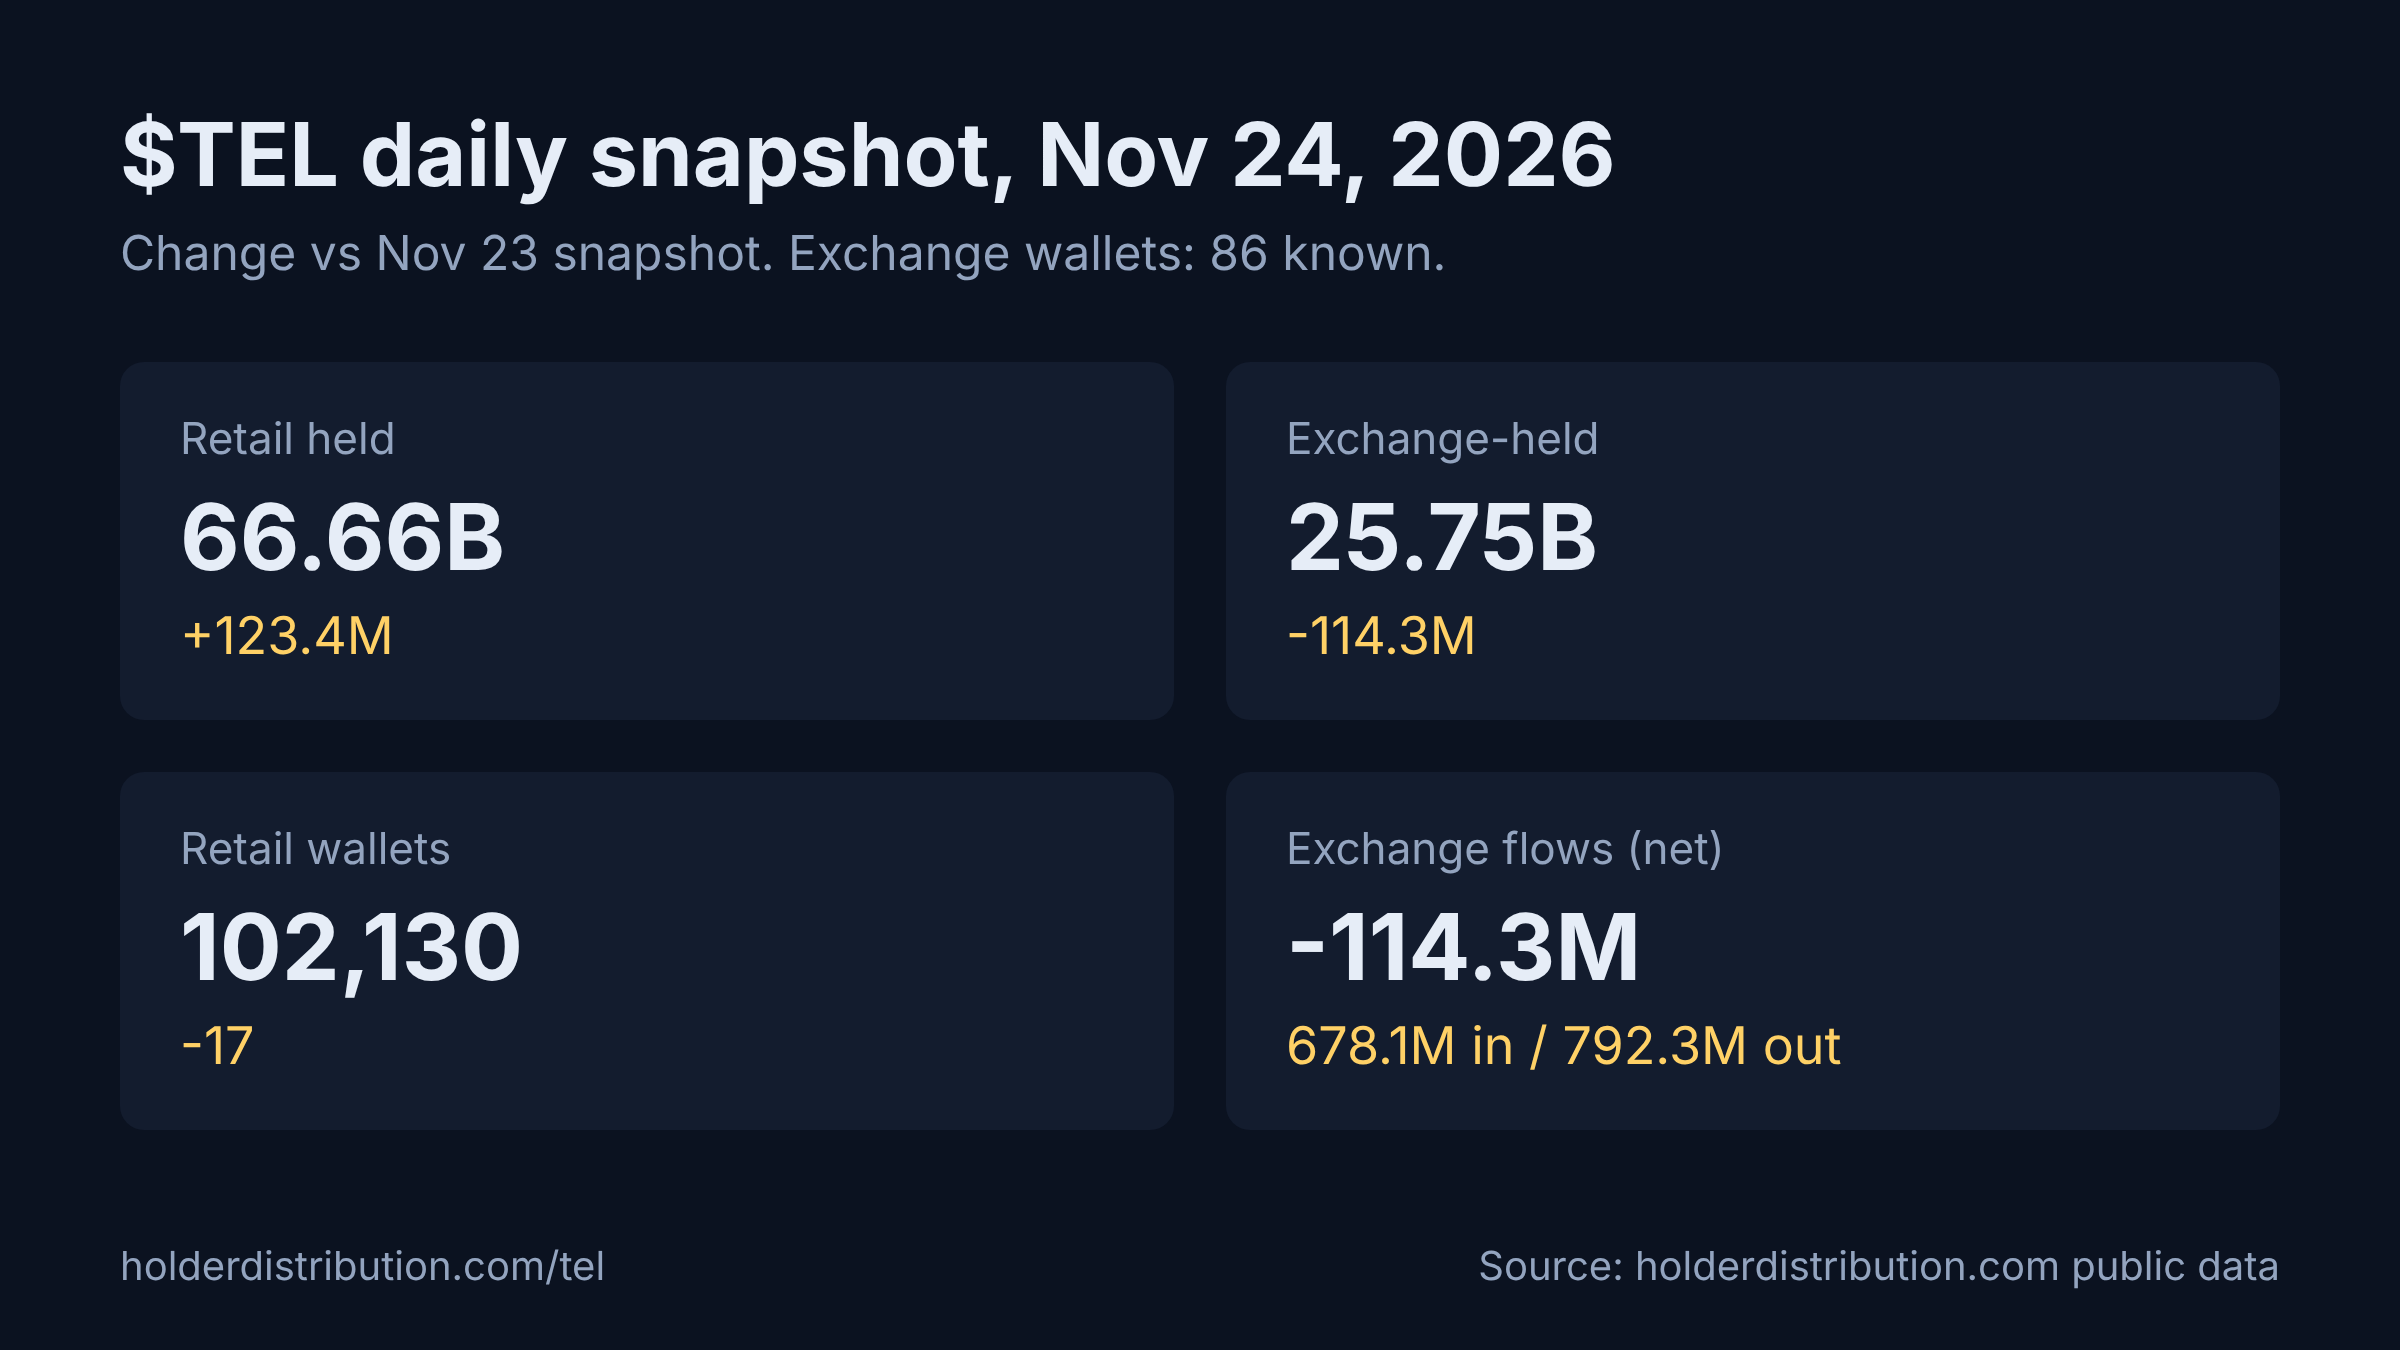 $TEL daily snapshot, Nov 24, 2026
Change vs Nov 23 snapshot. Exchange wallets: 86 known.
Retail held
66.66B
+123.4M
Exchange-held
25.75B
-114.3M
Retail wallets
102,130
-17
Exchange flows (net)
-114.3M
678.1M in / 792.3M out
holderdistribution.com/tel
Source: holderdistribution.com public data